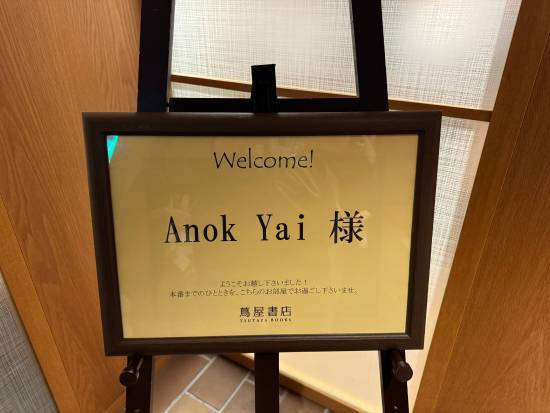 Welcome!
Anok Yai 様
ようこそお越し下さいました！
本番までのひとときを、こちらのお部屋でお過ごし下さいませ。
蔦屋書店
TSUTAYA BOOKS